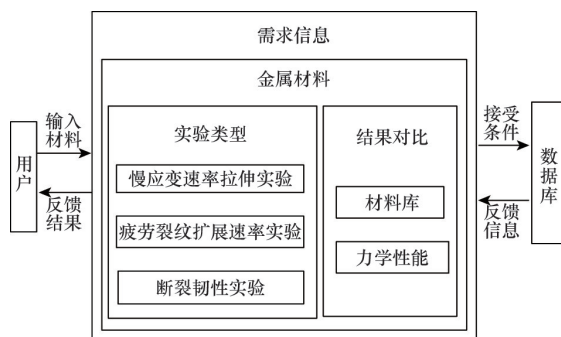 需求信息
金属材料
用户
输入
材料
反馈
结果
实验类型
慢应变速率拉伸实验
疲劳裂纹扩展速率实验
断裂韧性实验
结果对比
材料库
力学性能
接受
条件
反馈
信息
数据库